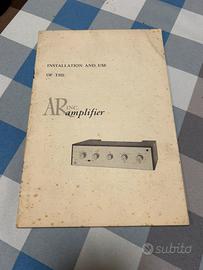 INSTALLATION AND USE
OF THE
AR INC.
amplifier
subito